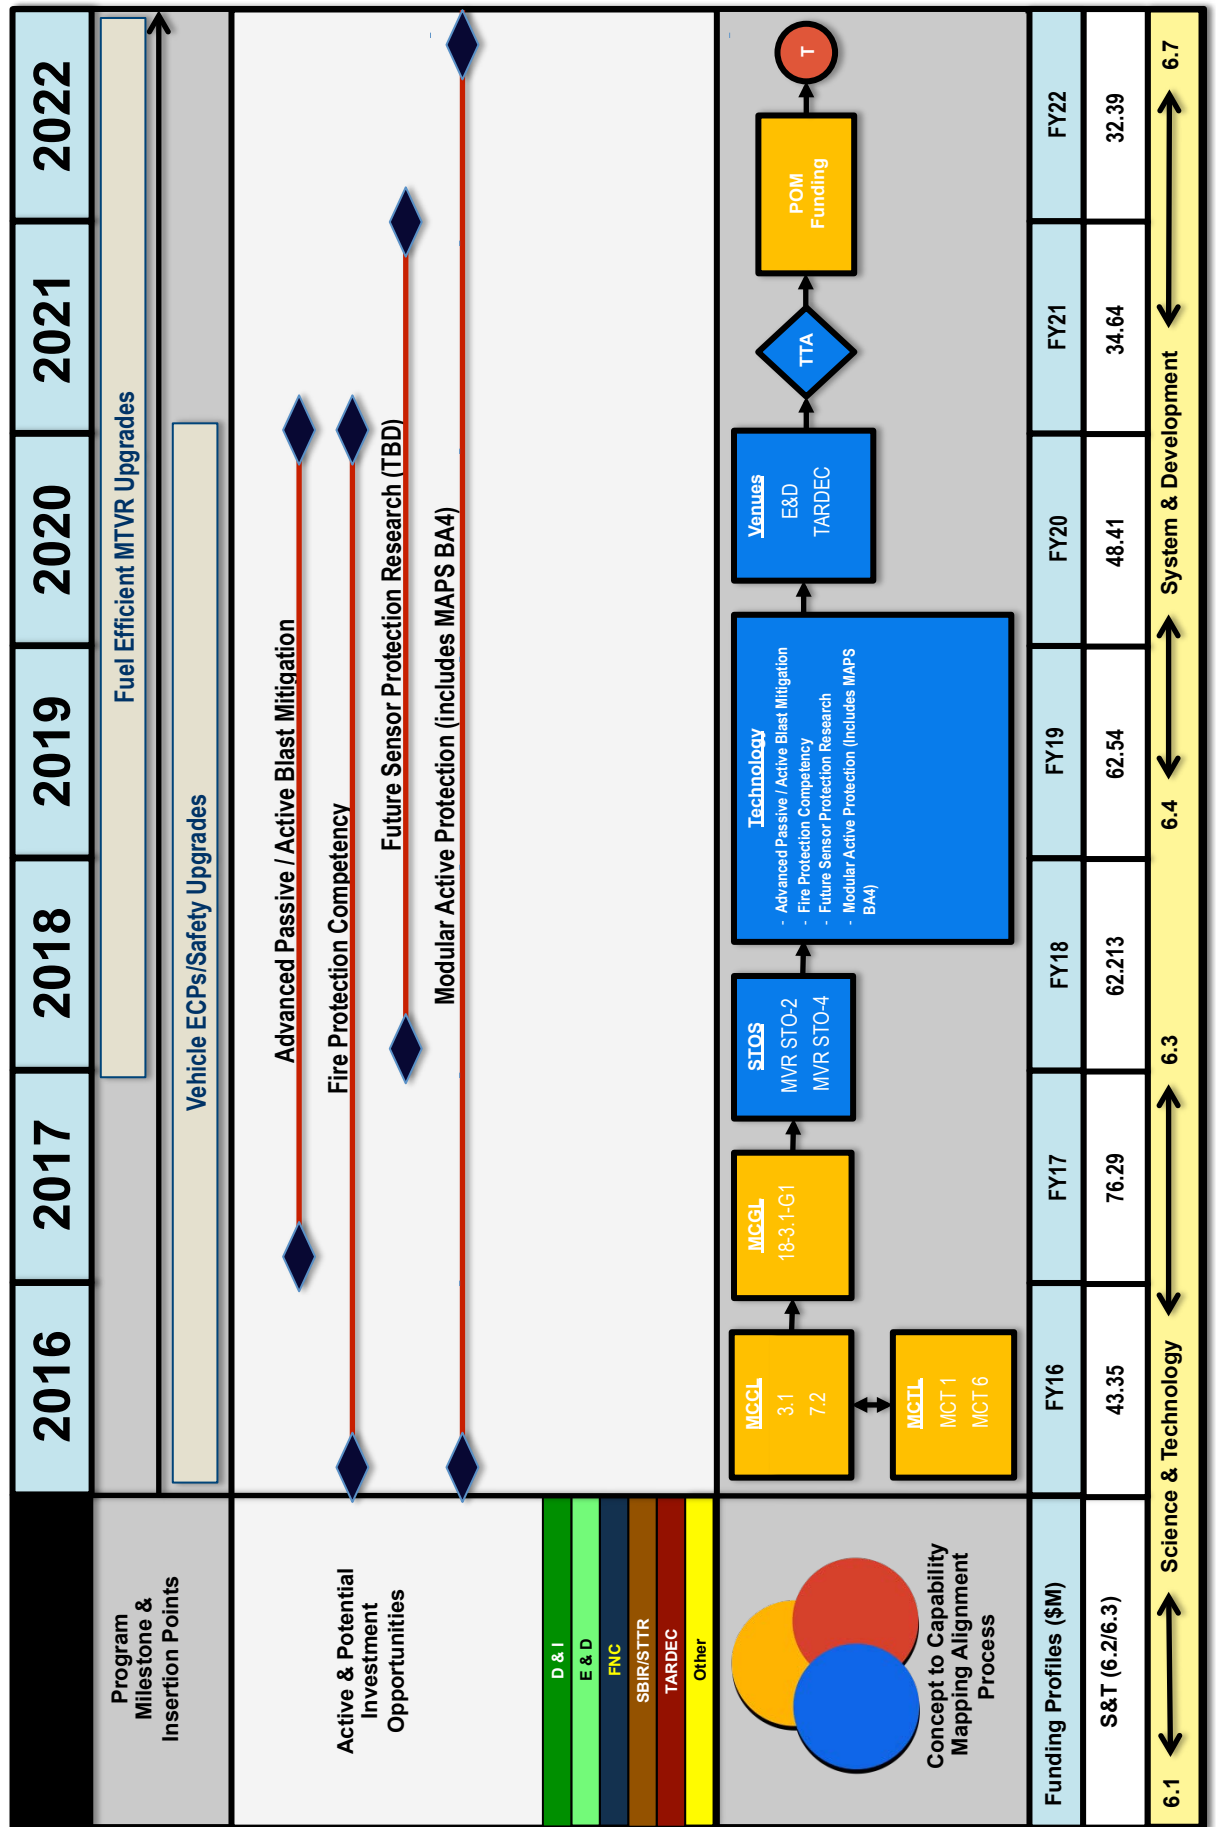 2016
2017
2018
2019
2020
2021
2022
Program
Milestone &
Insertion Points
Fuel Efficient MTVR Upgrades
Vehicle ECPs/Safety Upgrades
Active & Potential
Investment
Opportunities
Advanced Passive / Active Blast Mitigation
Fire Protection Competency
Future Sensor Protection Research (TBD)
Modular Active Protection (includes MAPS BA4)
D & I
E & D
FNC
SBIR/STTR
TARDEC
Other
Concept to Capability
Mapping Alignment
Process
MCCL
3.1
7.2
MCTL
MCT 1
MCT 6
MCGL
18-3.1-G1
STOS
MVR STO-2
MVR STO-4
Technology
- Advanced Passive / Active Blast Mitigation
- Fire Protection Competency
- Future Sensor Protection Research
- Modular Active Protection (Includes MAPS
BA4)
Venues
E&D
TARDEC
TTA
POM
Funding
T
Funding Profiles ($M)
FY16
FY17
FY18
FY19
FY20
FY21
FY22
S&T (6.2/6.3)
43.35
76.29
62.213
62.54
48.41
34.64
32.39
6.1
Science & Technology
6.3
6.4
System & Development
6.7